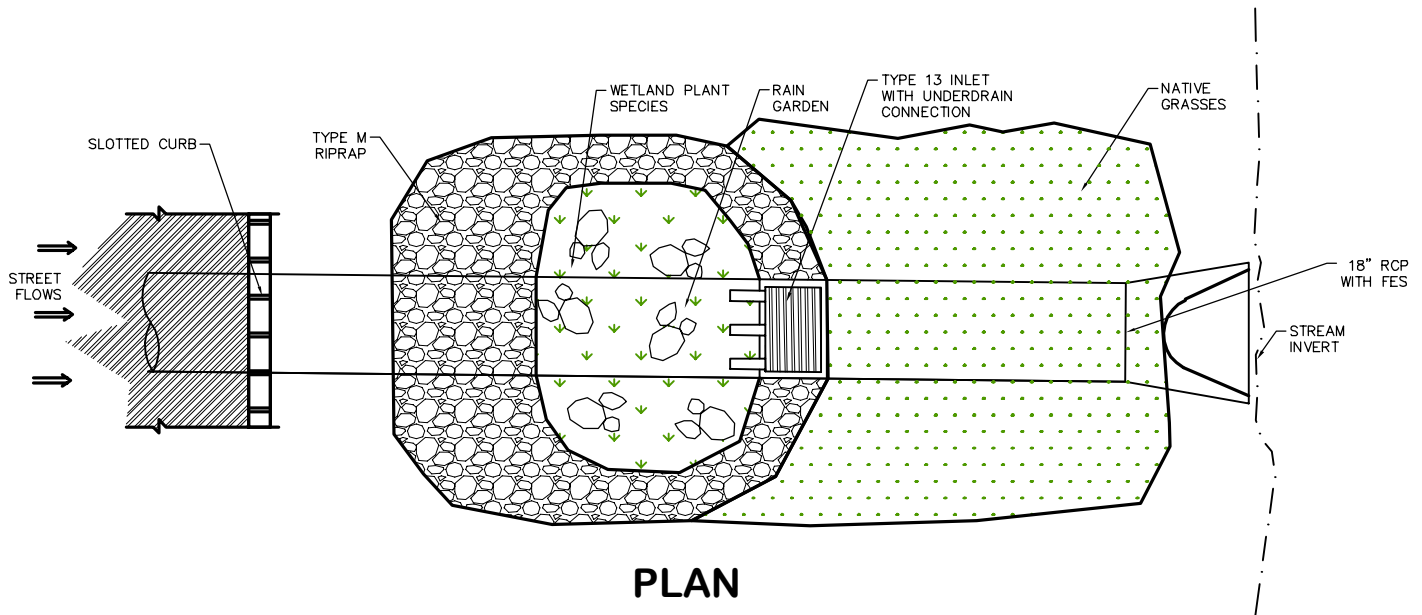 WETLAND PLANT
SPECIES
RAIN
GARDEN
TYPE 13 INLET
WITH UNDERDRAIN
CONNECTION
NATIVE
GRASSES
SLOTTED CURB
TYPE M
RIPRAP
STREET
FLOWS
18" RCP
WITH FES
STREAM
INVERT
PLAN